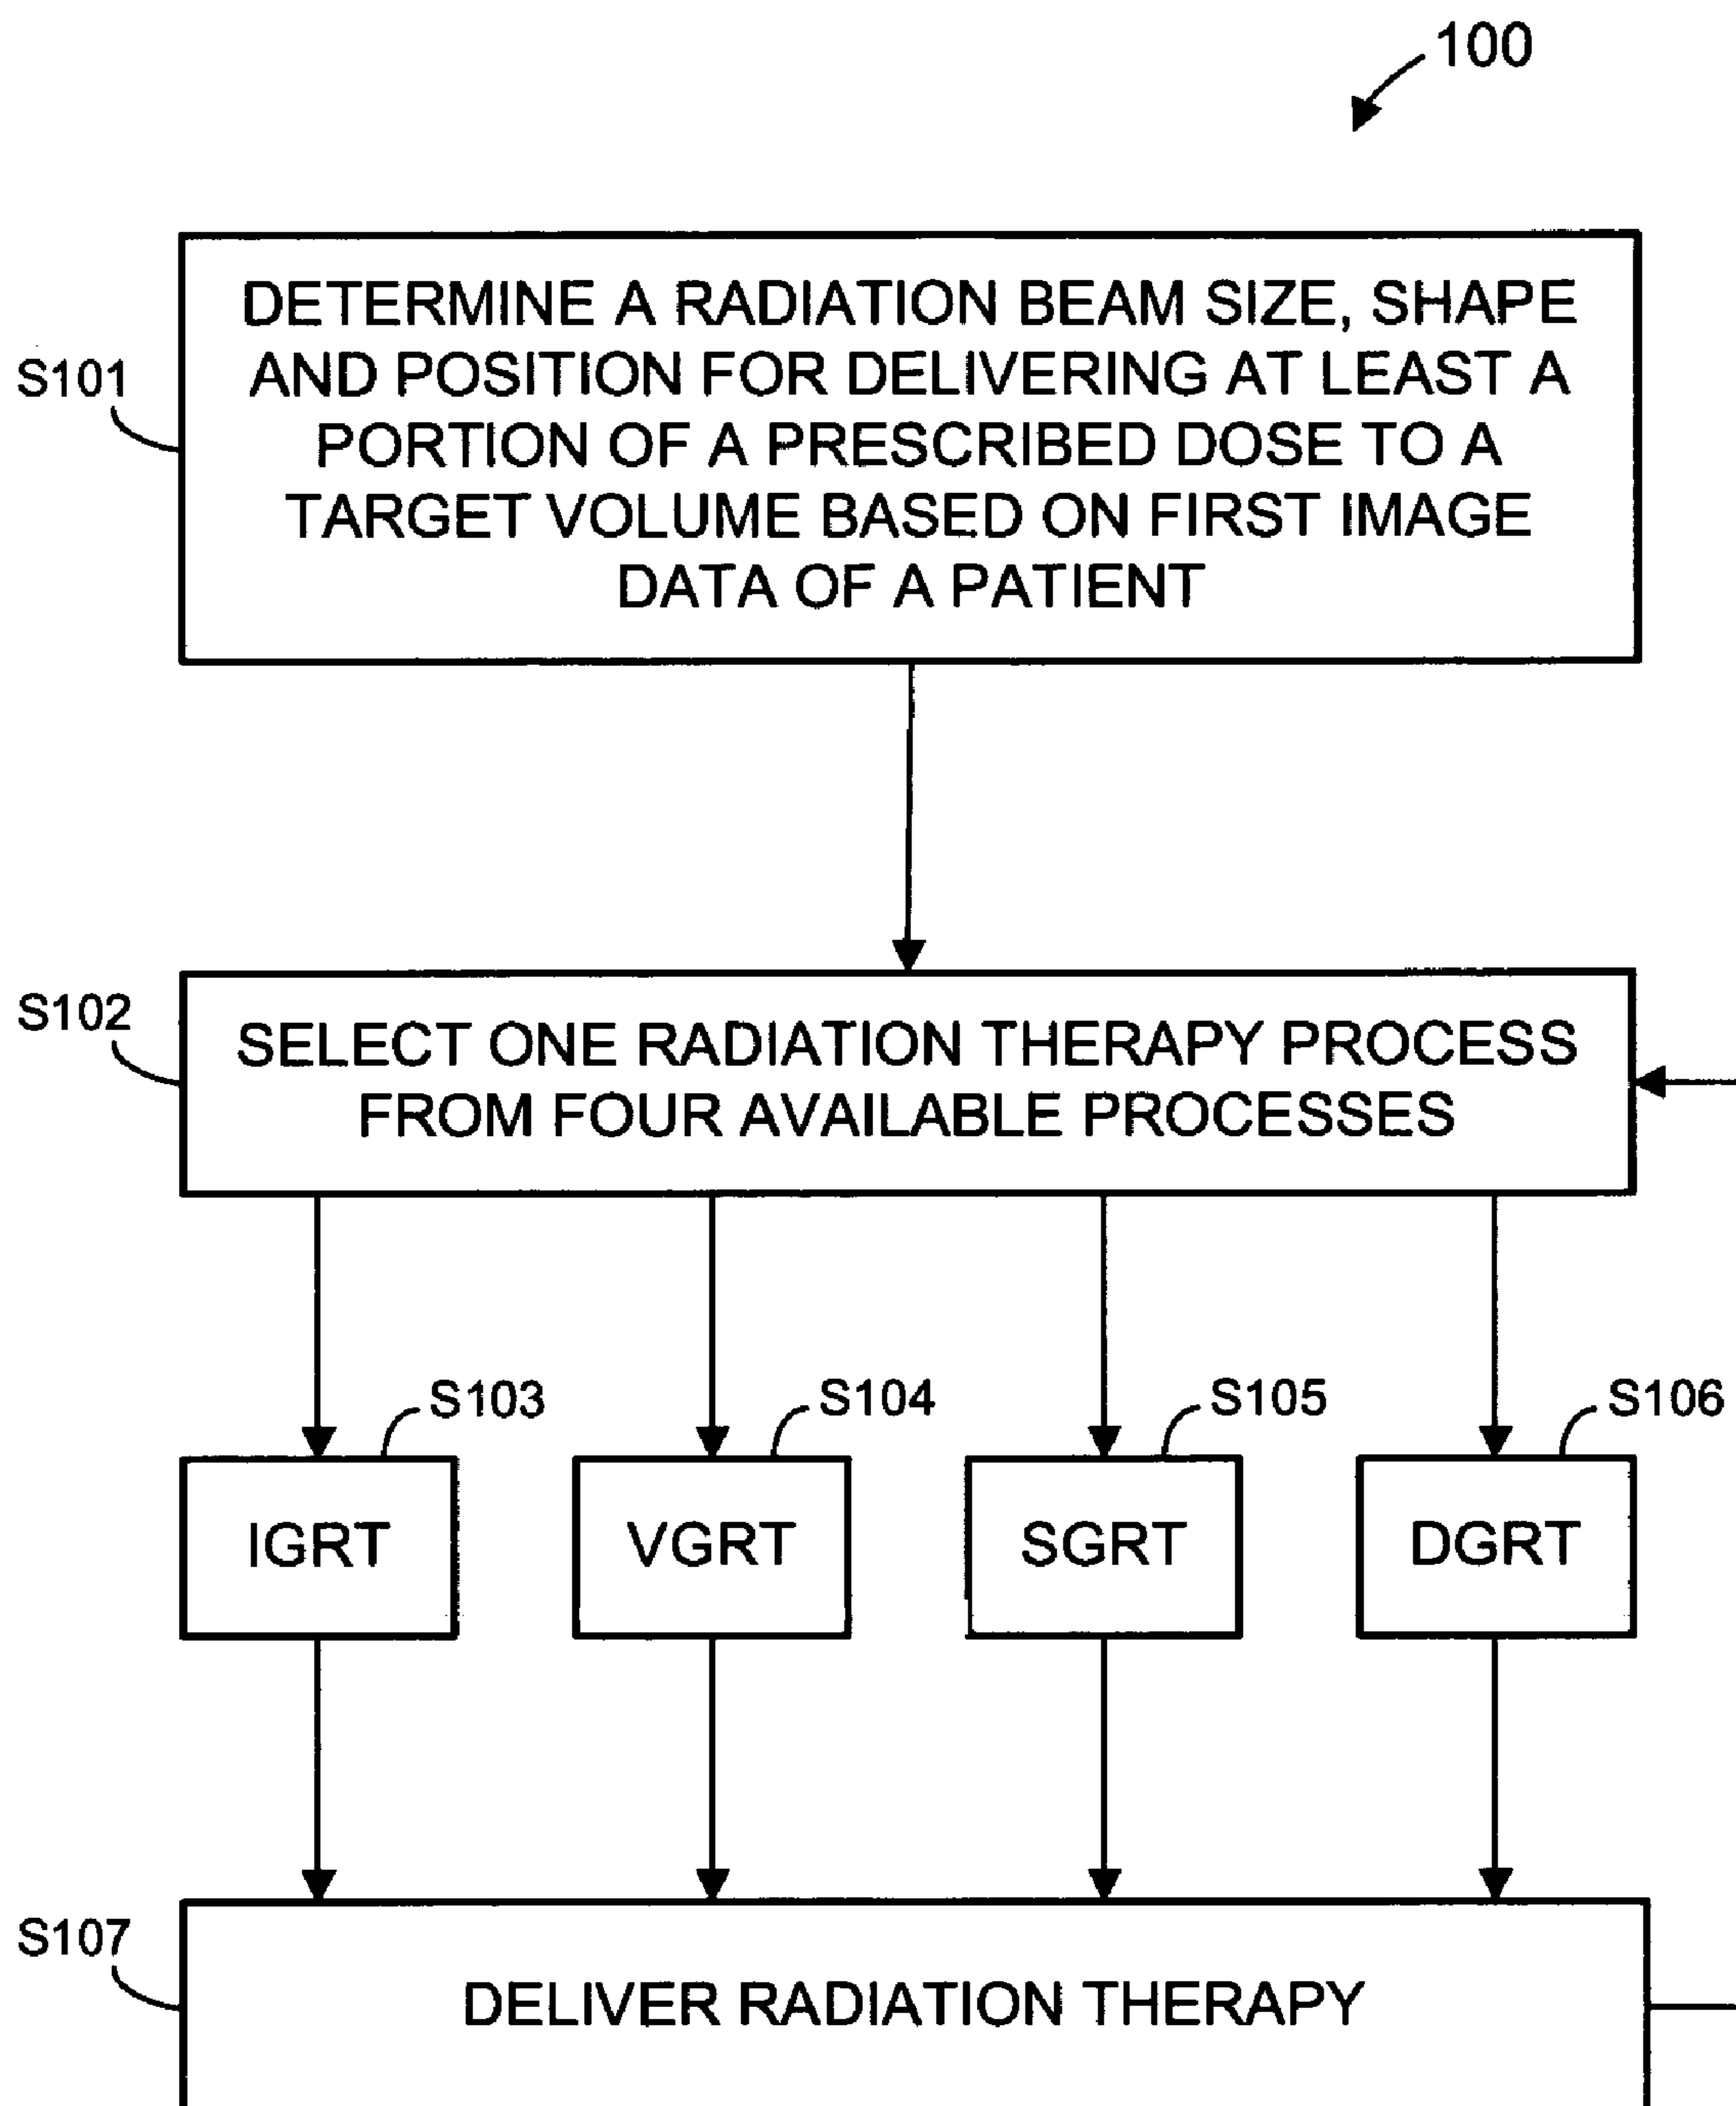 100
S101
DETERMINE A RADIATION BEAM SIZE, SHAPE
AND POSITION FOR DELIVERING AT LEAST A
PORTION OF A PRESCRIBED DOSE TO A
TARGET VOLUME BASED ON FIRST IMAGE
DATA OF A PATIENT
S102
SELECT ONE RADIATION THERAPY PROCESS
FROM FOUR AVAILABLE PROCESSES
S103
S104
S105
S106
IGRT
VGRT
SGRT
DGRT
S107
DELIVER RADIATION THERAPY